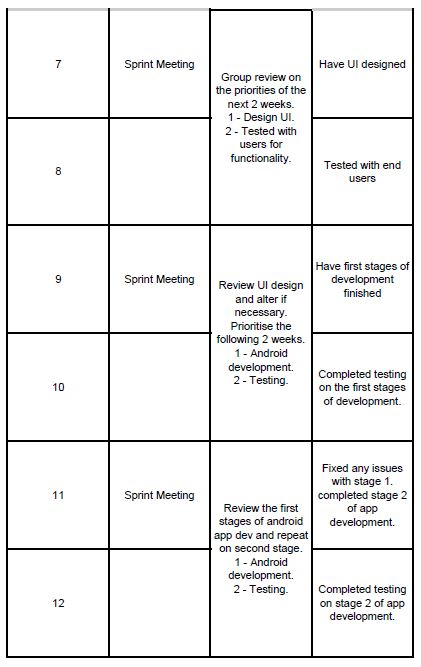 7
Sprint Meeting
Group review on
the priorities of the
next 2 weeks.
1 - Design UI.
2 - Tested with
users for
functionality.
Have UI designed
8
Tested with end
users
9
Sprint Meeting
Review UI design
and alter if
necessary.
Prioritise the
following 2 weeks.
1 - Android
development.
2 - Testing.
Have first stages of
development
finished
10
Completed testing
on the first stages
of development.
11
Sprint Meeting
Review the first
stages of android
app dev and repeat
on second stage.
1 - Android
development.
2 - Testing.
Fixed any issues
with stage 1.
completed stage 2
of app
development.
12
Completed testing
on stage 2 of app
development.